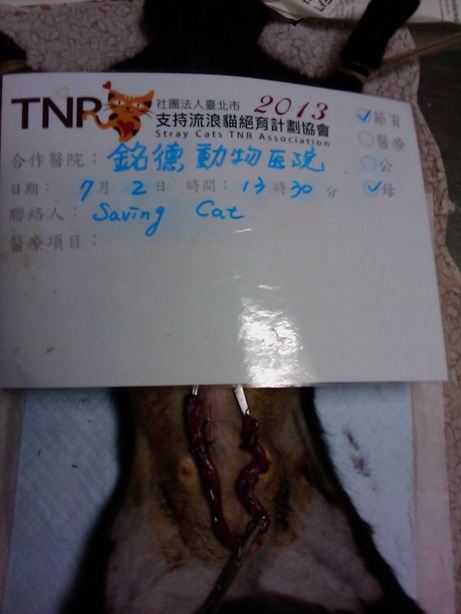 TNR 社團法人臺北市 2013
支持流浪貓絕育計劃協會
Stray Cats TNR Association
節育
醫療
公
母
合作醫院：銘德動物医院
日期：7月2日 時間：13時30分
聯絡人：Saving Cat
醫療項目：